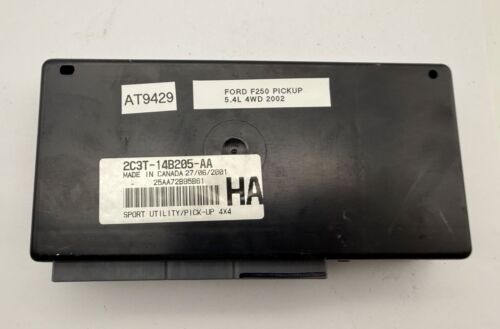 AT9429
FORD F250 PICKUP
5.4L 4WD 2002
2C3T-14B205-AA
MADE IN CANADA 27/06/2001
- 25AA72B95B61
HA
SPORT UTILITY/PICK-UP 4X4